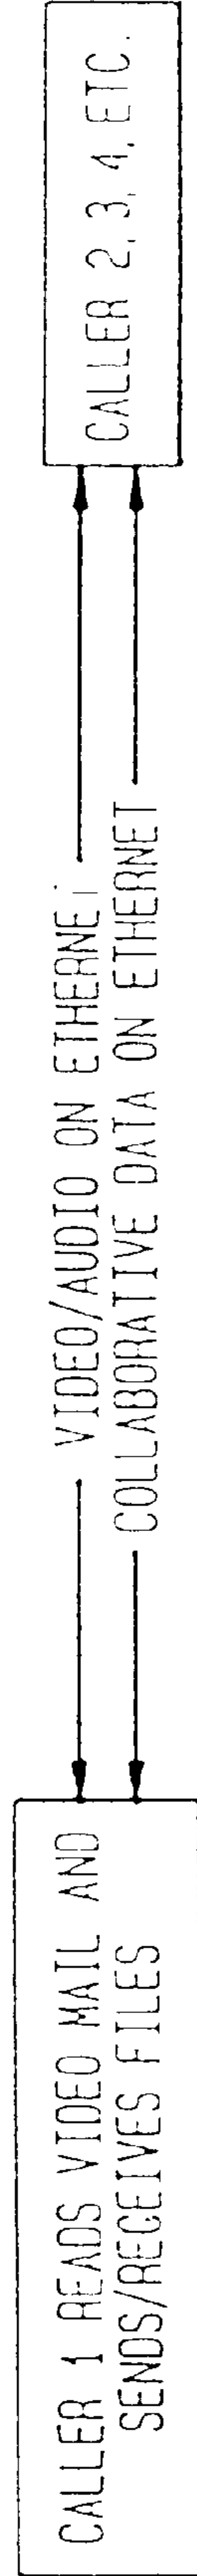 CALLER 1 READS VIDEO MAIL AND
SENDS/RECEIVES FILES
VIDEO/AUDIO ON ETHERNET
COLLABORATIVE DATA ON ETHERNET
CALLER 2, 3, 4, ETC.